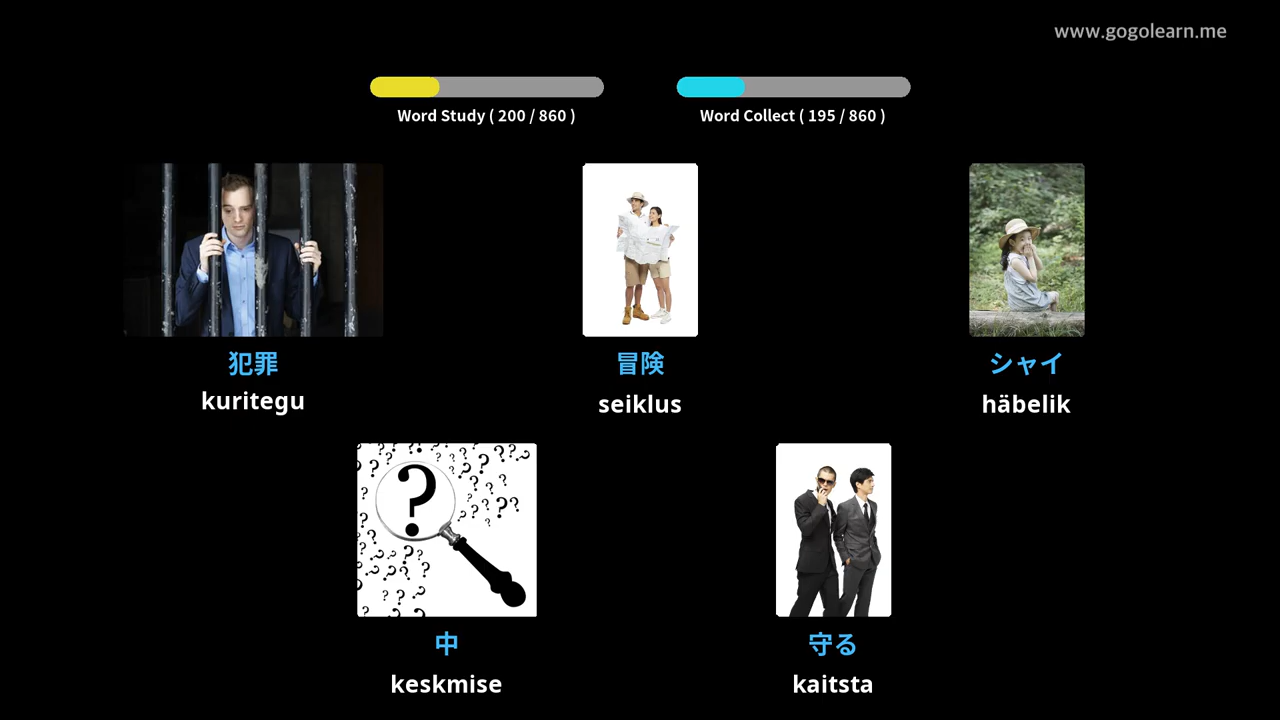 www.gogolearn.me
Word Study ( 200 / 860 )
Word Collect ( 195 / 860 )
犯罪
kuritegu
冒険
seiklus
シャイ
häbelik
中
keskmise
守る
kaitsta